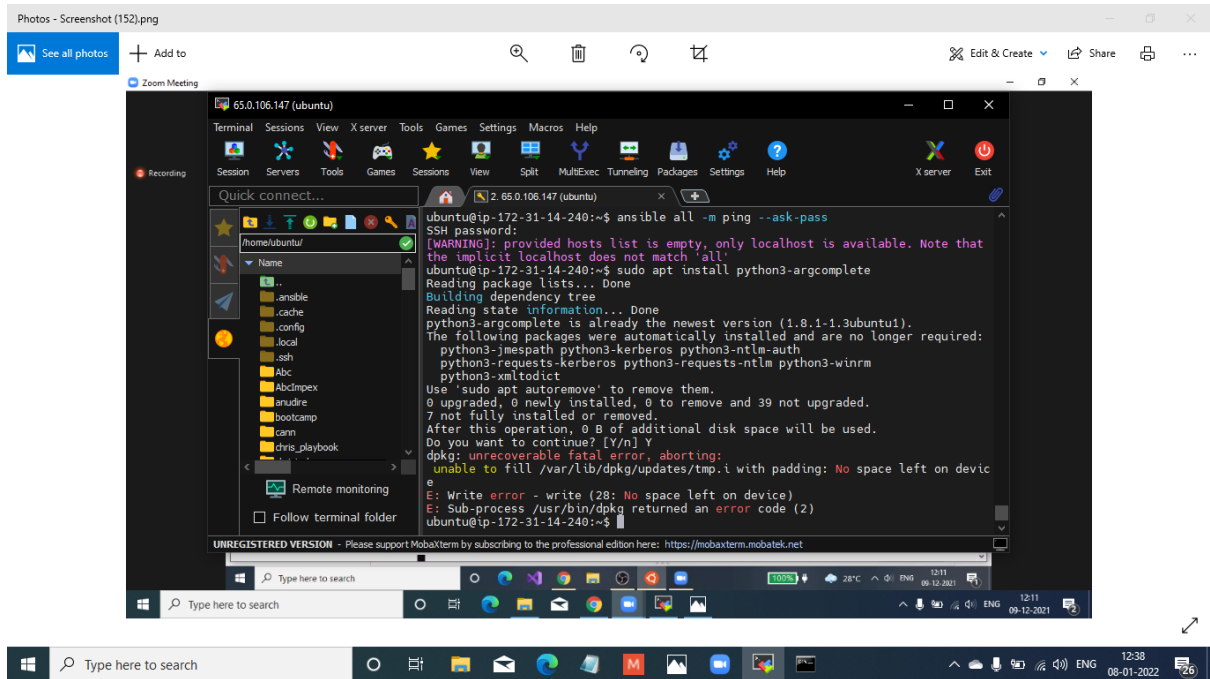 Photos - Screenshot (152).png
See all photos
Add to
Edit & Create
Share
Zoom Meeting
Recording
65.0.106.147 (ubuntu)
Terminal Sessions View X server Tools Games Settings Macros Help
Session Servers Tools Games Sessions View Split MultiExec Tunneling Packages Settings Help X server Exit
Quick connect...
2. 65.0.106.147 (ubuntu)
/home/ubuntu/
Name
..
.ansible
.cache
.config
.local
.ssh
Abc
AbcImpex
anudire
bootcamp
cann
chris_playbook
Remote monitoring
Follow terminal folder
ubuntu@ip-172-31-14-240:~$ ansible all -m ping --ask-pass
SSH password:
[WARNING]: provided hosts list is empty, only localhost is available. Note that
the implicit localhost does not match 'all'
ubuntu@ip-172-31-14-240:~$ sudo apt install python3-argcomplete
Reading package lists... Done
Building dependency tree
Reading state information... Done
python3-argcomplete is already the newest version (1.8.1-1.3ubuntu1).
The following packages were automatically installed and are no longer required:
python3-jmespath python3-kerberos python3-ntlm-auth
python3-requests-kerberos python3-requests-ntlm python3-winrm
python3-xmltodict
Use 'sudo apt autoremove' to remove them.
0 upgraded, 0 newly installed, 0 to remove and 39 not upgraded.
7 not fully installed or removed.
After this operation, 0 B of additional disk space will be used.
Do you want to continue? [Y/n] Y
dpkg: unrecoverable fatal error, aborting:
unable to fill /var/lib/dpkg/updates/tmp.i with padding: No space left on devic
e
E: Write error - write (28: No space left on device)
E: Sub-process /usr/bin/dpkg returned an error code (2)
ubuntu@ip-172-31-14-240:~$
UNREGISTERED VERSION - Please support MobaXterm by subscribing to the professional edition here: https://mobaxterm.mobatek.net
Type here to search
100%
28°C
ENG
12:11
09-12-2021
Type here to search
ENG
12:11
09-12-2021
2
Type here to search
ENG
12:38
08-01-2022
26